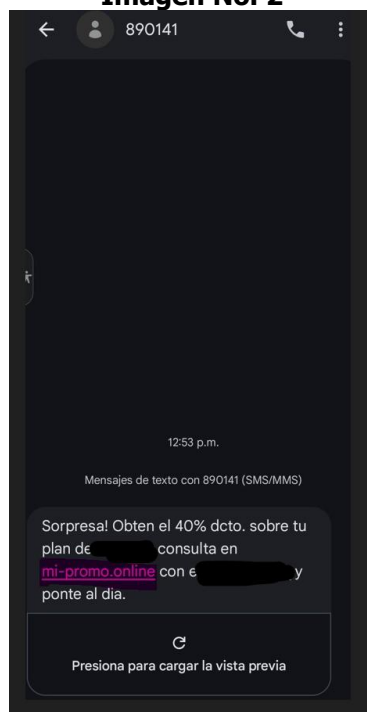 Imagen No. 2
890141
12:53 p.m.
Mensajes de texto con 890141 (SMS/MMS)
Sorpresa! Obten el 40% dcto. sobre tu
plan de consulta en
mi-promo.online con e y
ponte al dia.
Presiona para cargar la vista previa